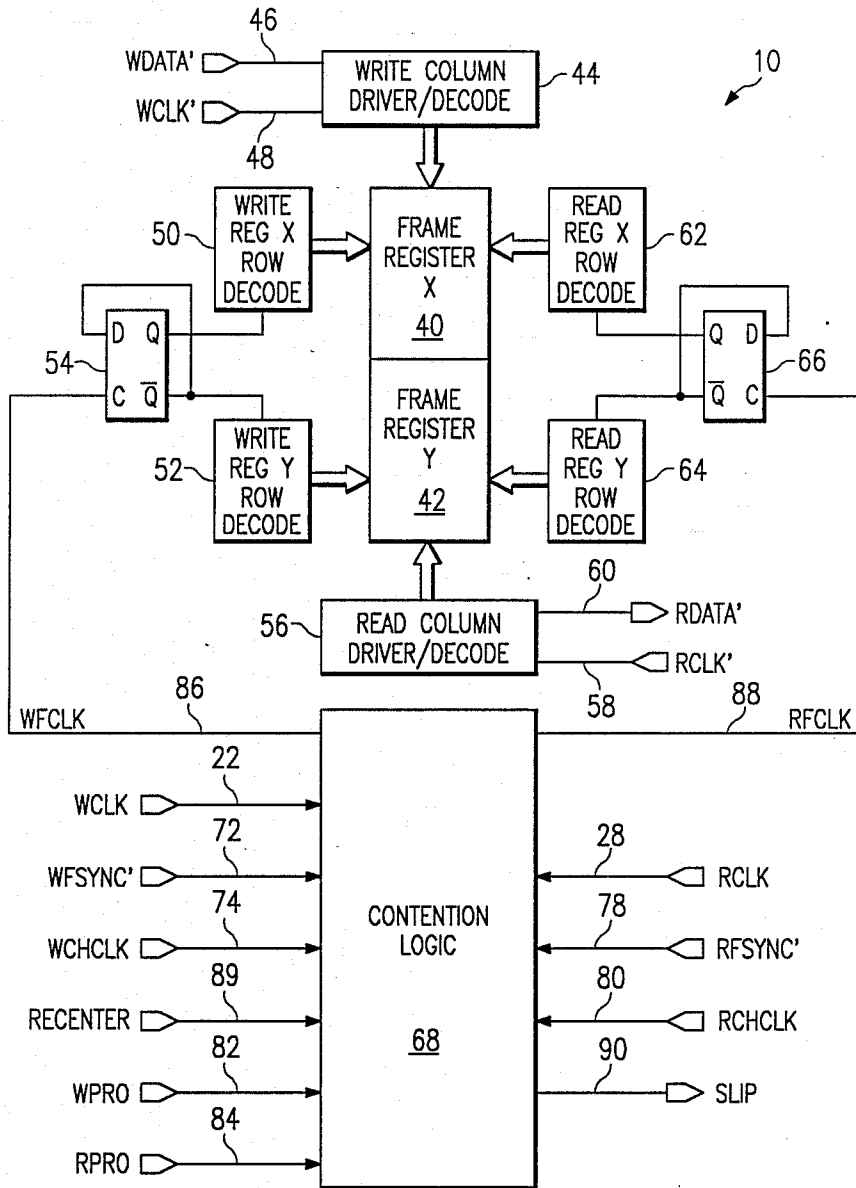 46
WDATA'
WCLK'
48
WRITE COLUMN
DRIVER/DECODE
44
10
50
WRITE
REG X
ROW
DECODE
FRAME
REGISTER
X
40
READ
REG X
ROW
DECODE
62
D Q
C Q̅
54
Q D
Q̅ C
66
52
WRITE
REG Y
ROW
DECODE
FRAME
REGISTER
Y
42
READ
REG Y
ROW
DECODE
64
56
READ COLUMN
DRIVER/DECODE
60
RDATA'
RCLK'
58
86
WFCLK
88
RFCLK
22
WCLK
72
WFSYNC'
74
WCHCLK
89
RECENTER
82
WPRO
84
RPRO
CONTENTION
LOGIC
68
28
RCLK
78
RFSYNC'
80
RCHCLK
90
SLIP